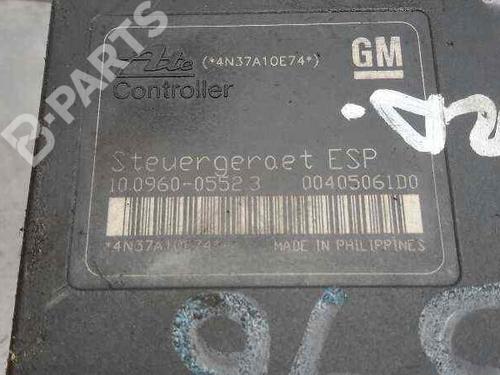 Ate (*4N37A10E74*) GM
Controller
Steuergeraet ESP
10.0960-0552.3 00405061D0
*4N37A10E74* MADE IN PHILIPPINES
B-PARTS